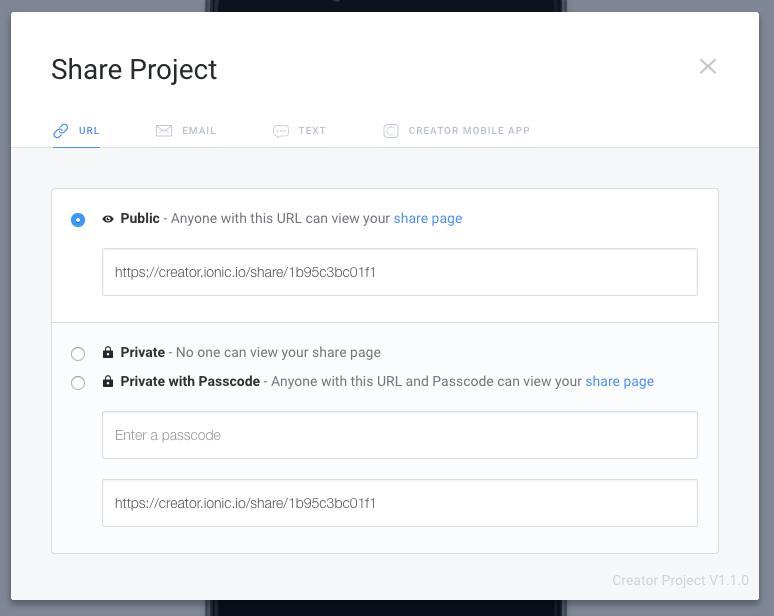 Share Project
URL
EMAIL
TEXT
CREATOR MOBILE APP
Public - Anyone with this URL can view your share page
https://creator.ionic.io/share/1b95c3bc01f1
Private - No one can view your share page
Private with Passcode - Anyone with this URL and Passcode can view your share page
Enter a passcode
https://creator.ionic.io/share/1b95c3bc01f1
Creator Project V1.1.0